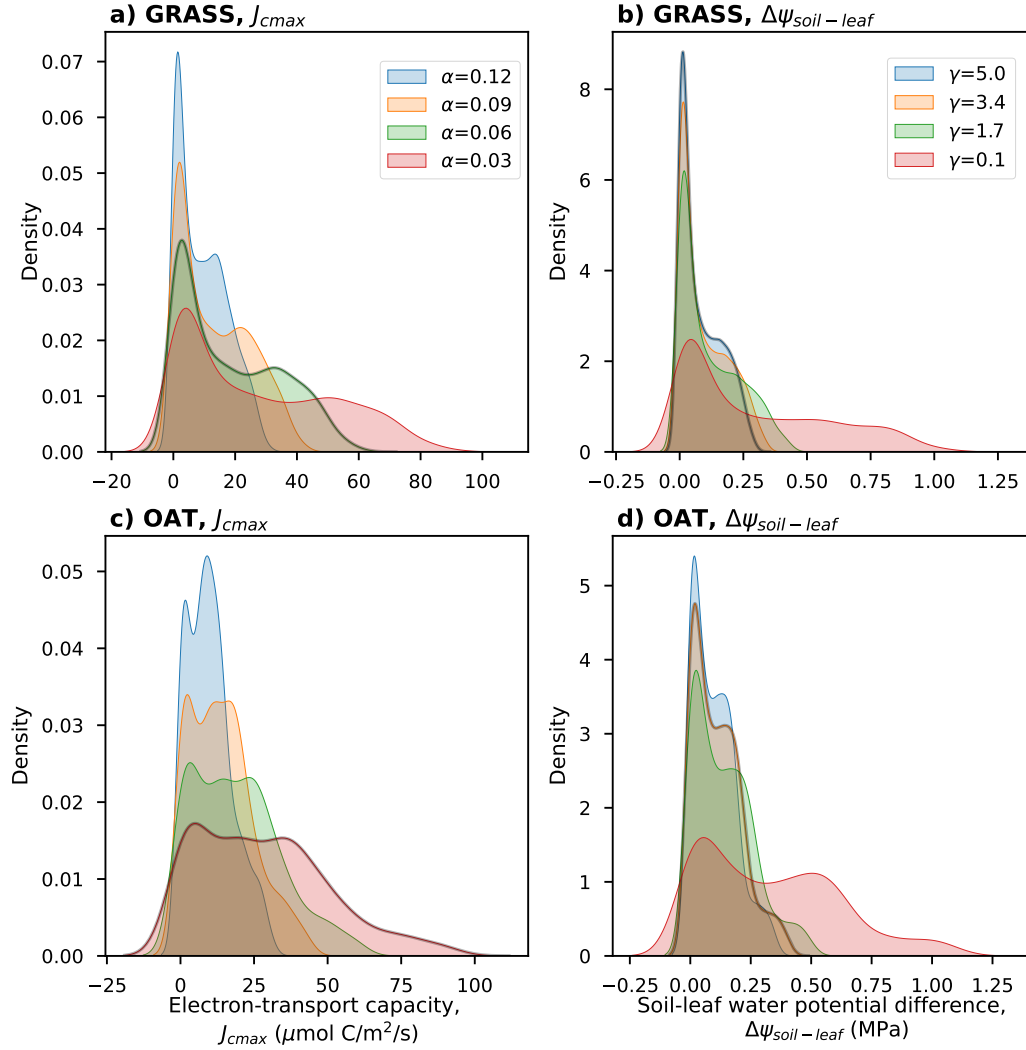 a) GRASS, Jcmax
0.07
0.06
0.05
0.04
0.03
0.02
0.01
0.00
Density
α=0.12
α=0.09
α=0.06
α=0.03
−20 0 20 40 60 80 100
b) GRASS, Δψsoil−leaf
8
6
4
2
0
Density
γ=5.0
γ=3.4
γ=1.7
γ=0.1
−0.25 0.00 0.25 0.50 0.75 1.00 1.25
c) OAT, Jcmax
0.05
0.04
0.03
0.02
0.01
0.00
Density
−25 0 25 50 75 100
Electron-transport capacity,
Jcmax (μmol C/m²/s)
d) OAT, Δψsoil−leaf
5
4
3
2
1
0
Density
−0.25 0.00 0.25 0.50 0.75 1.00 1.25
Soil-leaf water potential difference,
Δψsoil−leaf (MPa)